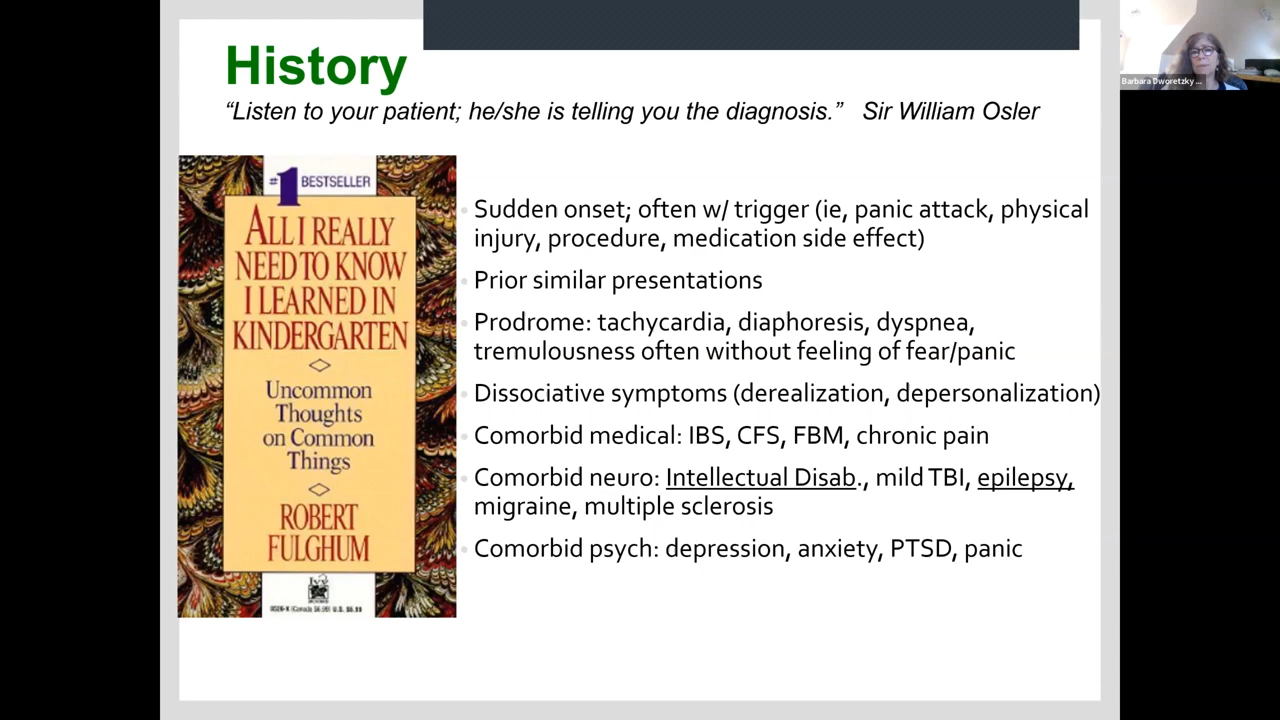 History
“Listen to your patient; he/she is telling you the diagnosis.” Sir William Osler
#1 BESTSELLER
ALL I REALLY
NEED TO KNOW
I LEARNED IN
KINDERGARTEN
Uncommon
Thoughts
on Common
Things
ROBERT
FULGHUM
Sudden onset; often w/ trigger (ie, panic attack, physical
injury, procedure, medication side effect)
Prior similar presentations
Prodrome: tachycardia, diaphoresis, dyspnea,
tremulousness often without feeling of fear/panic
Dissociative symptoms (derealization, depersonalization)
Comorbid medical: IBS, CFS, FBM, chronic pain
Comorbid neuro: Intellectual Disab., mild TBI, epilepsy,
migraine, multiple sclerosis
Comorbid psych: depression, anxiety, PTSD, panic
Barbara Dworetzky ...